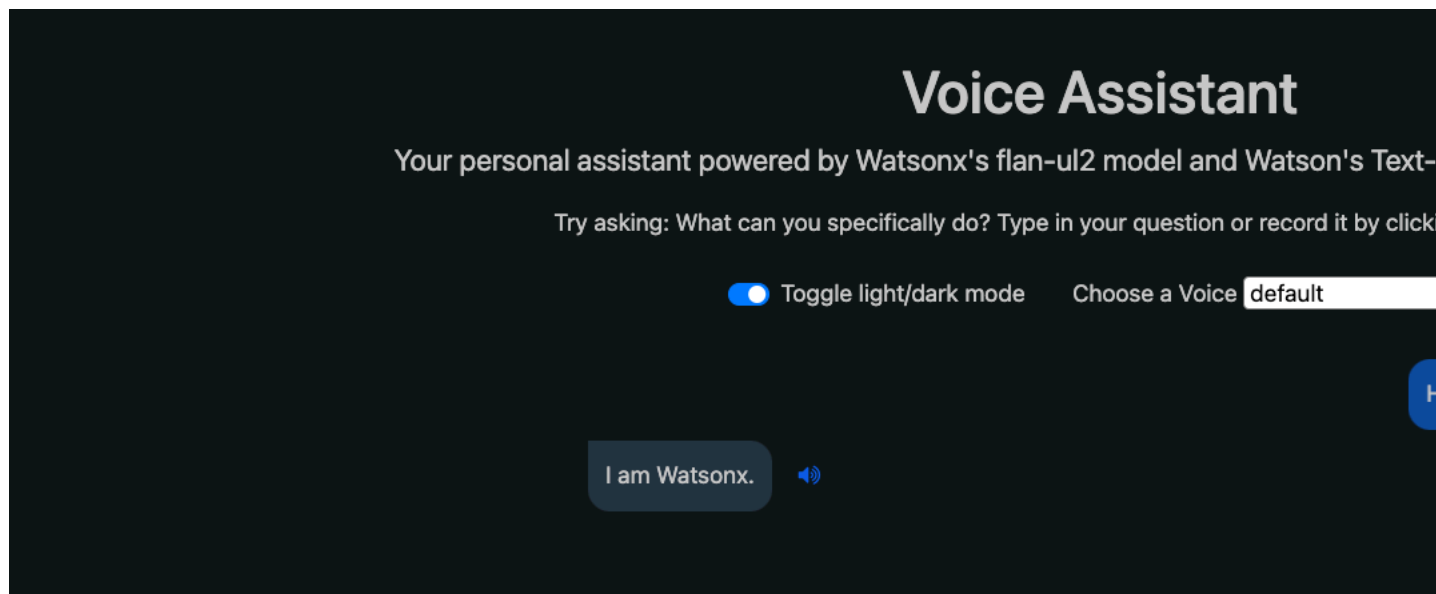 Voice Assistant
Your personal assistant powered by Watsonx's flan-ul2 model and Watson's Text-
Try asking: What can you specifically do? Type in your question or record it by
Toggle light/dark mode Choose a Voice default
I am Watsonx.